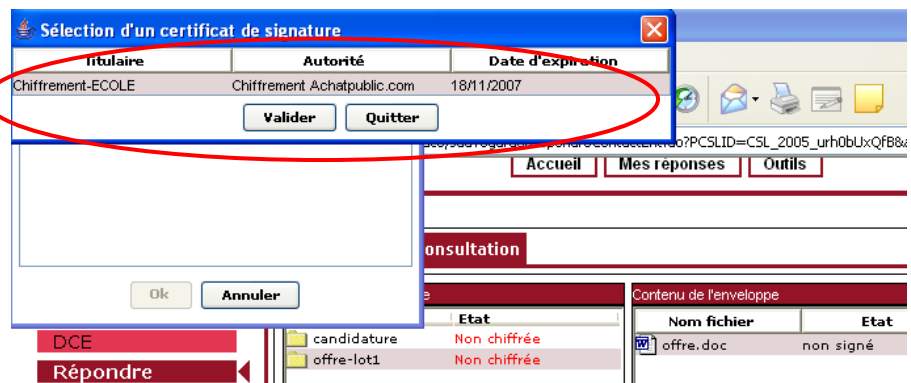 Sélection d'un certificat de signature
Titulaire Autorité Date d'expiration
Chiffrement-ECOLE Chiffrement Achatpublic.com 18/11/2007
Valider Quitter
Accueil Mes réponses Outils
onsultation
Ok Annuler
e Contenu de l'enveloppe
Etat Nom fichier Etat
DCE candidature Non chiffrée offre.doc non signé
Répondre offre-lot1 Non chiffrée